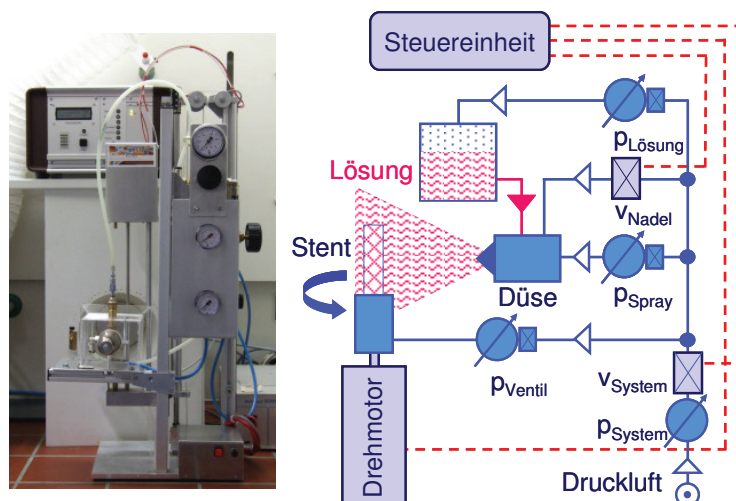 Steuereinheit
pLösung
Lösung
vNadel
Stent
Düse
pSpray
pVentil
vSystem
pSystem
Drehmotor
Druckluft